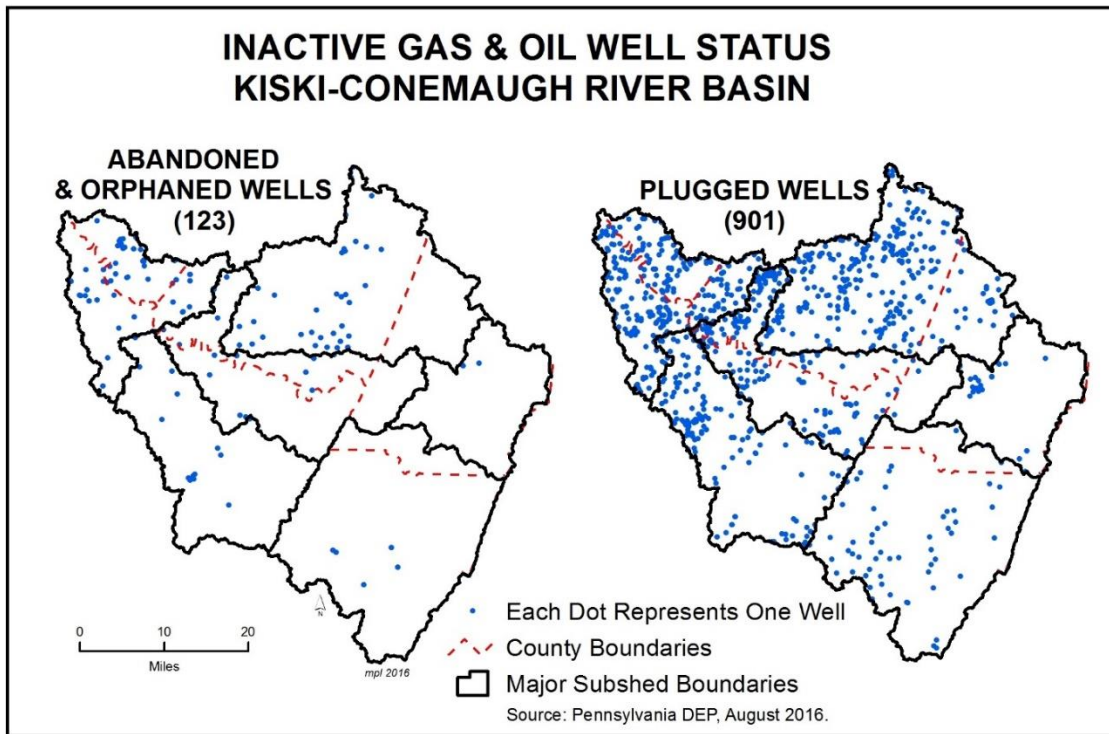 INACTIVE GAS & OIL WELL STATUS
KISKI-CONEMAUGH RIVER BASIN
ABANDONED
& ORPHANED WELLS
(123)
PLUGGED WELLS
(901)
N
0 10 20
Miles
mpl 2016
Each Dot Represents One Well
County Boundaries
Major Subshed Boundaries
Source: Pennsylvania DEP, August 2016.